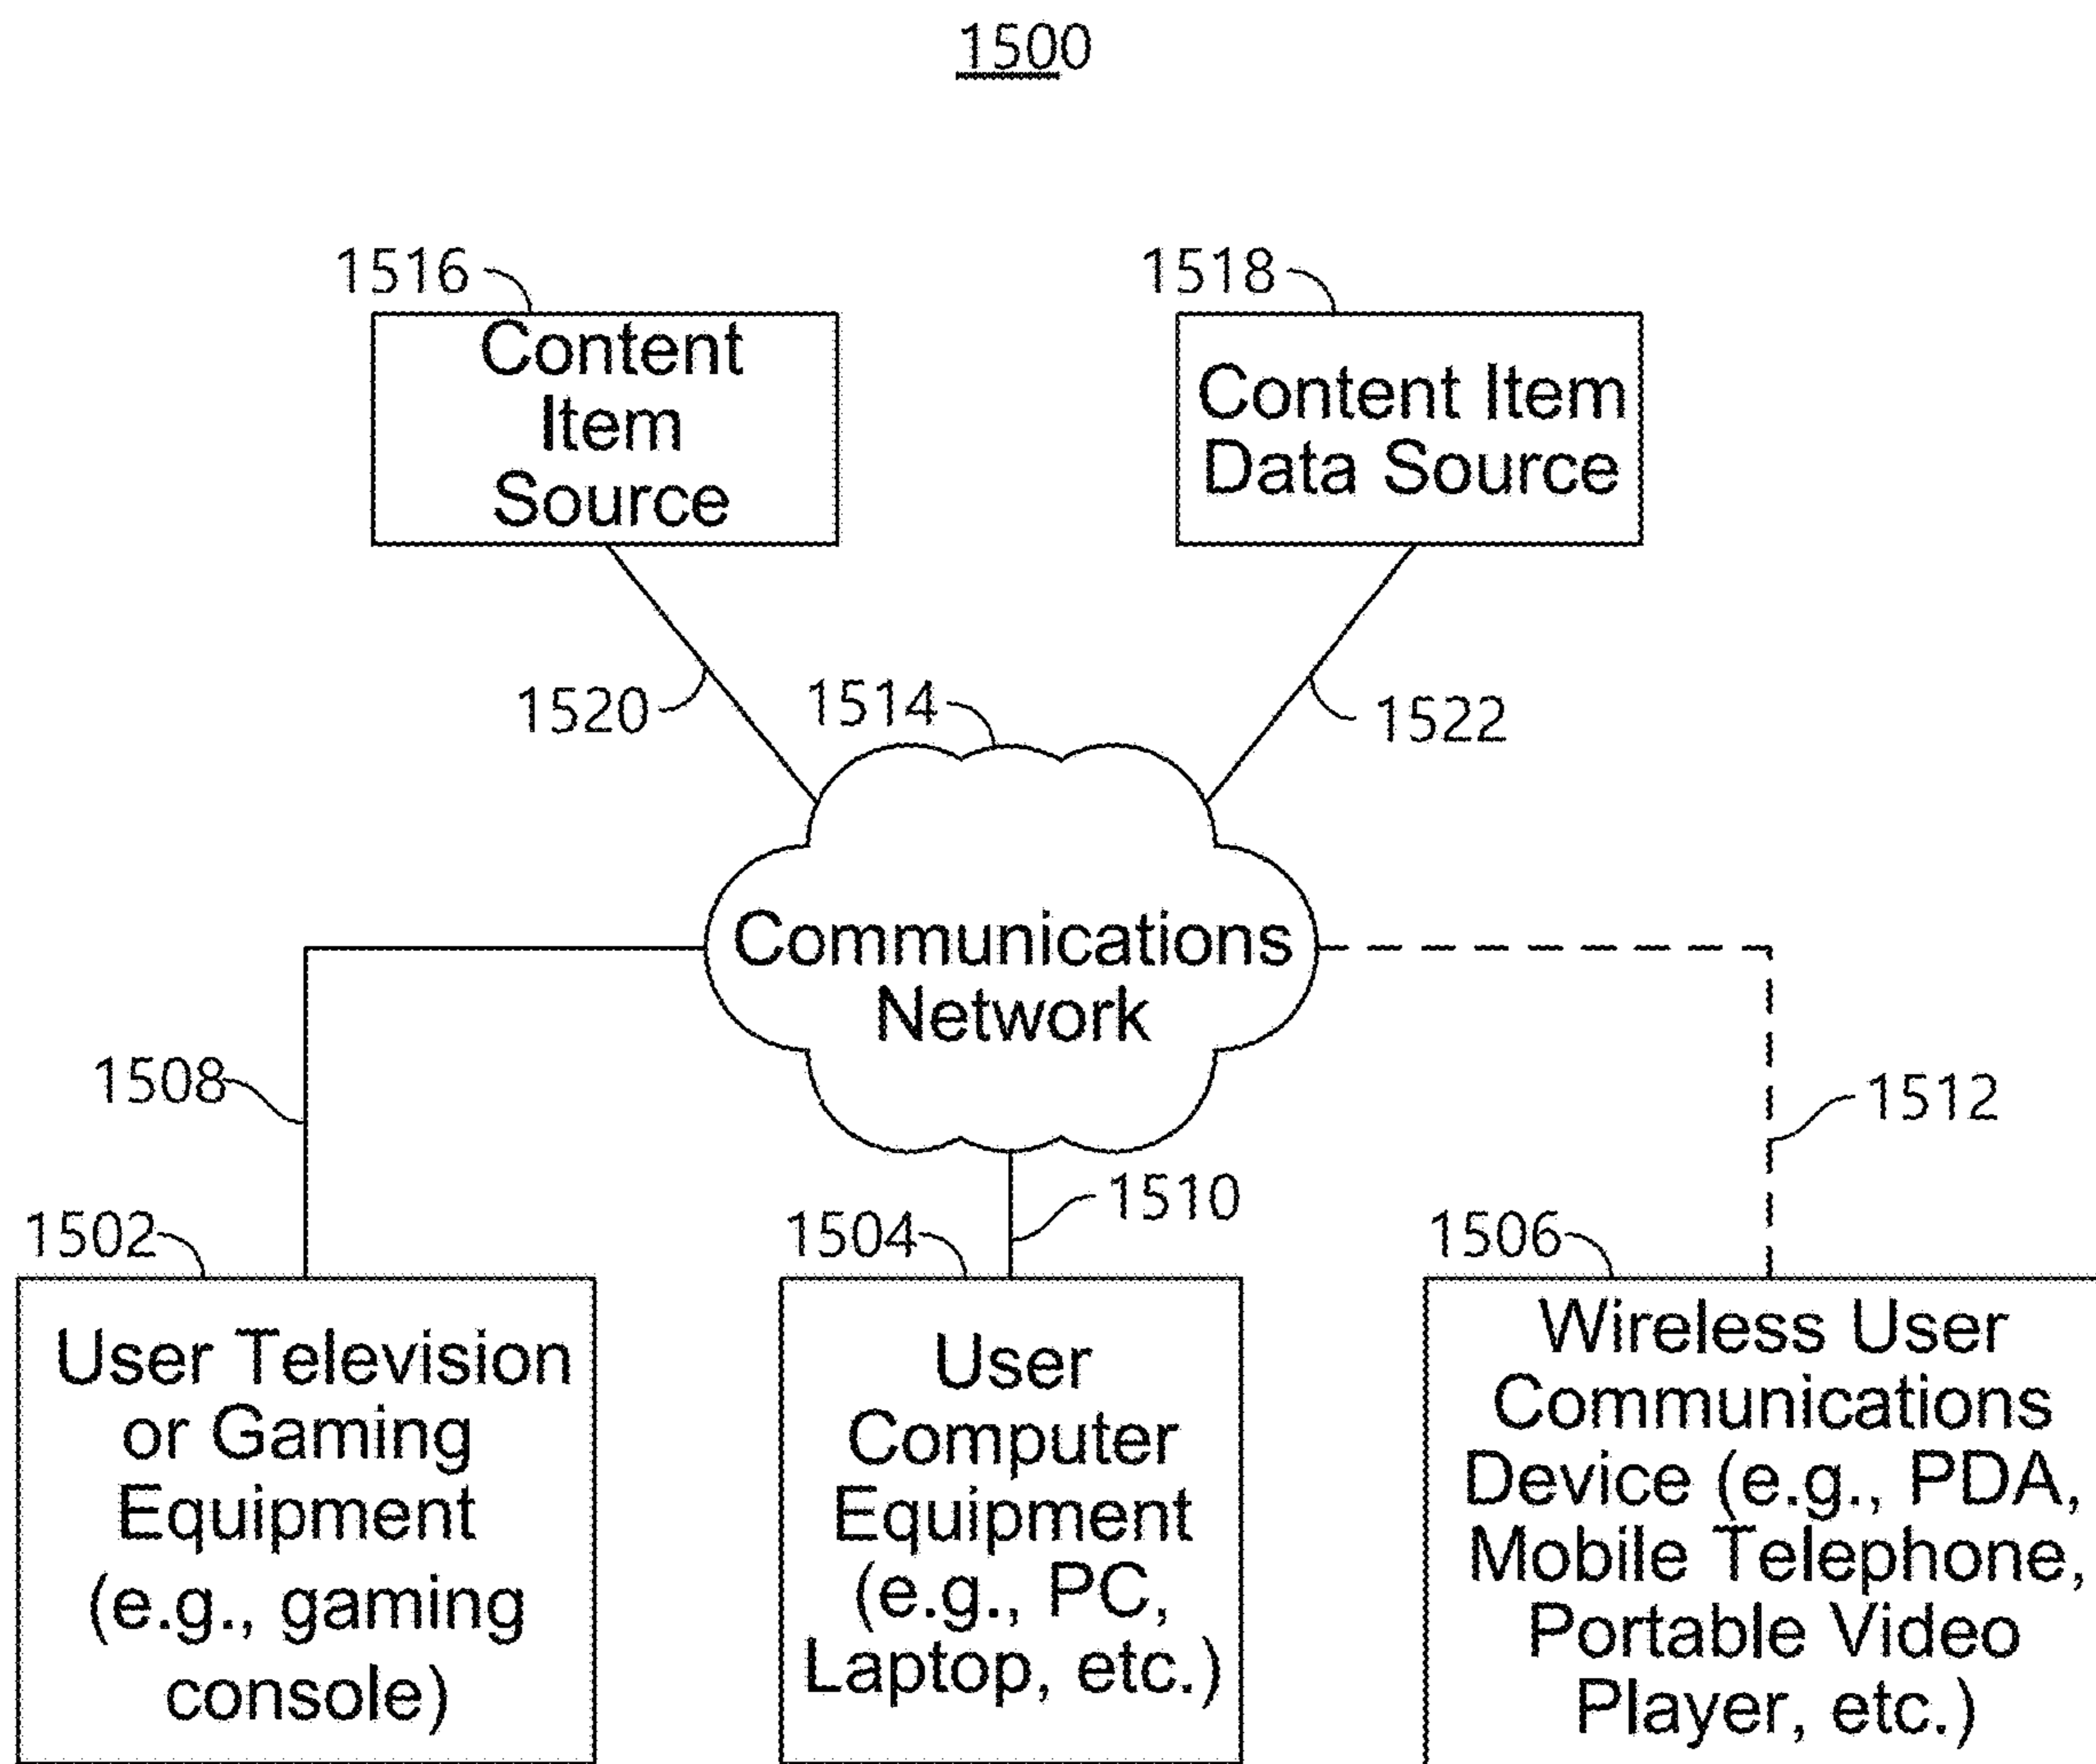 1500
1516
1518
Content
Item
Source
Content Item
Data Source
1520
1514
1522
Communications
Network
1508
1512
1510
1502
1504
1506
User Television
or Gaming
Equipment
(e.g., gaming
console)
User
Computer
Equipment
(e.g., PC,
Laptop, etc.)
Wireless User
Communications
Device (e.g., PDA,
Mobile Telephone,
Portable Video
Player, etc.)